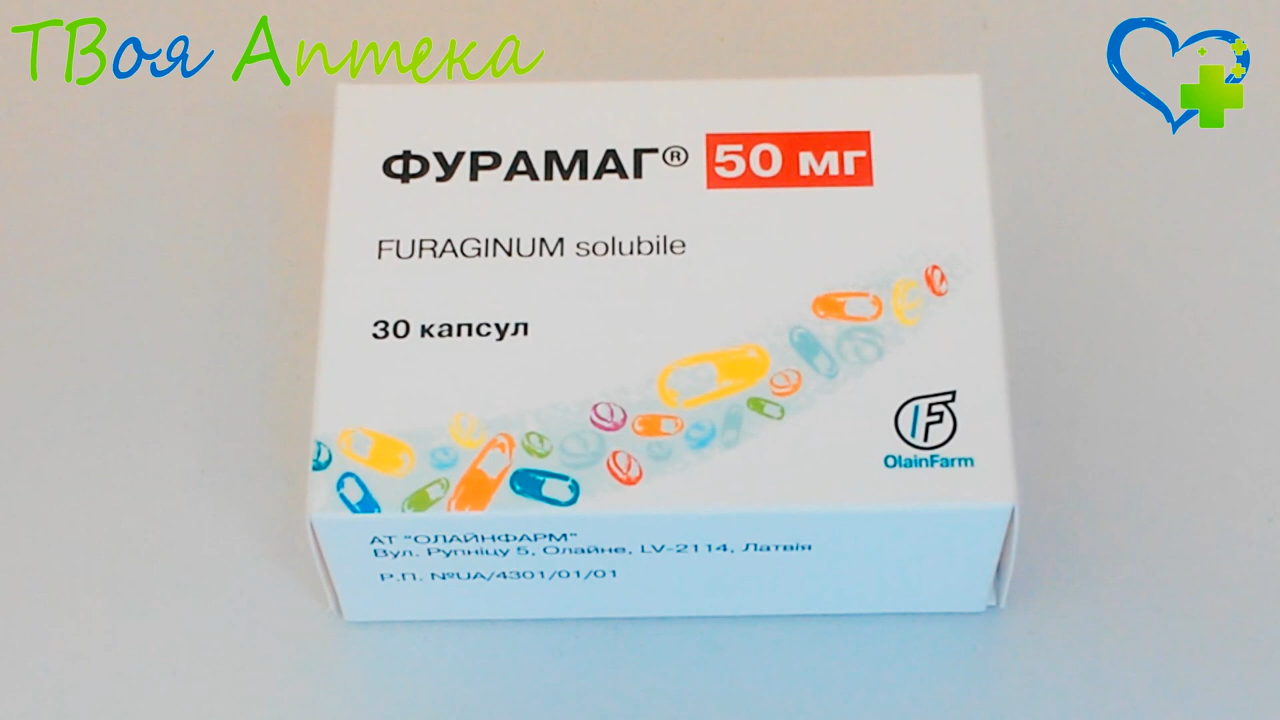 ТВоя Аптека
ФУРАМАГ® 50 мг
FURAGINUM solubile
30 капсул
IF
OlainFarm
АТ "ОЛАЙНФАРМ"
Вул. Рупніцу 5, Олайне, LV-2114, Латвія
Р.П. №UA/4301/01/01